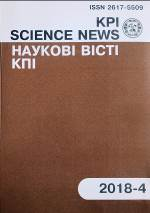 ISSN 2617-5509
KPI
SCIENCE NEWS
НАУКОВІ ВІСТІ
КПІ
2018-4